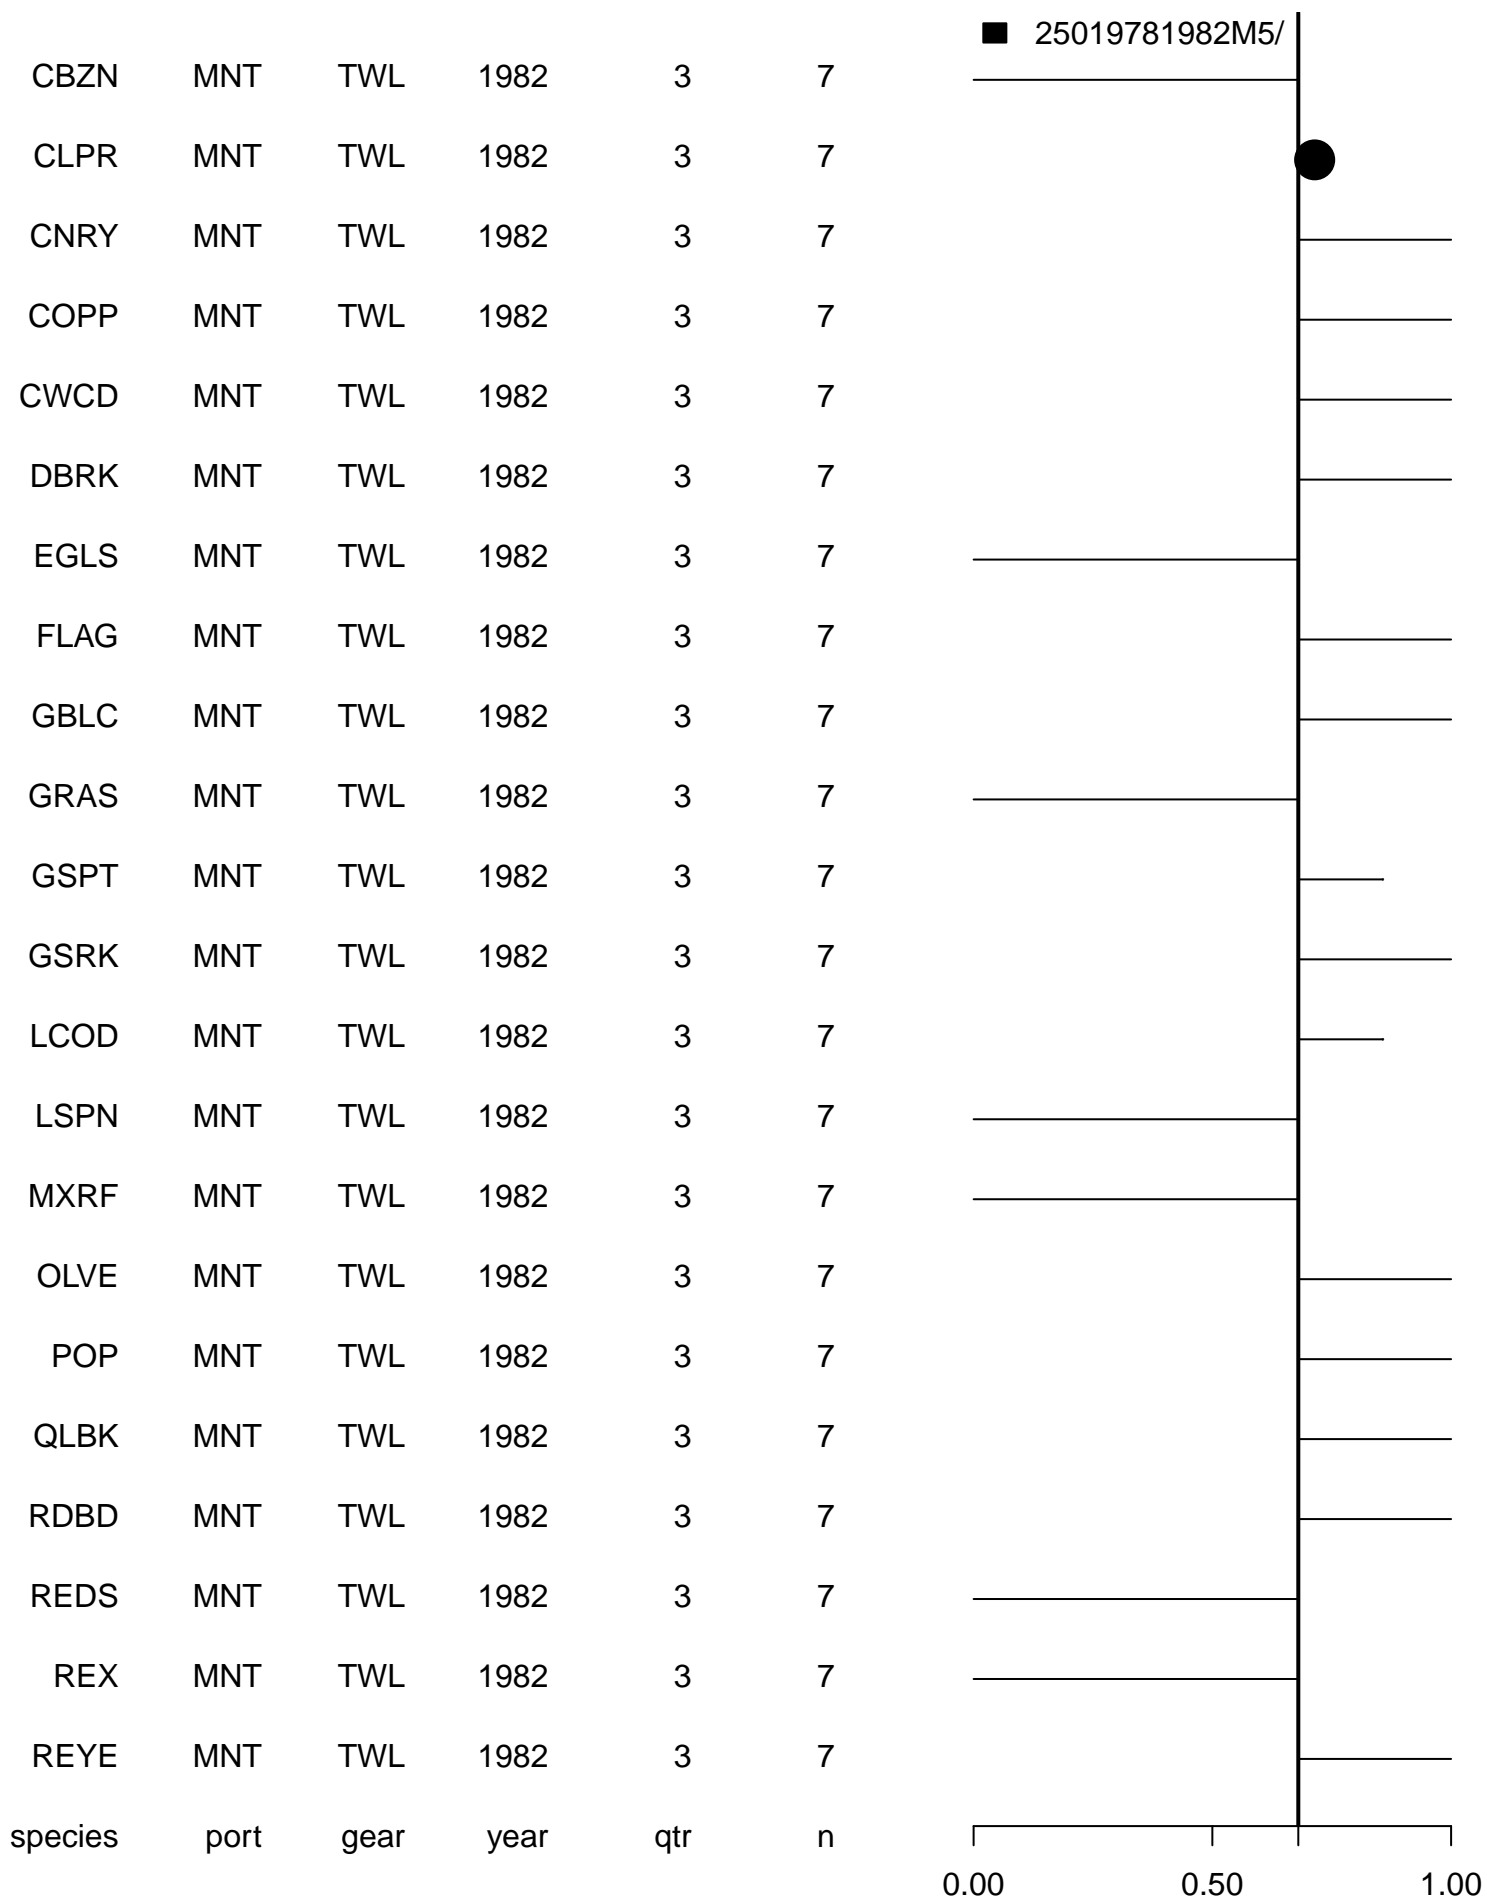 25019781982M5/
CBZN MNT TWL 1982 3 7
CLPR MNT TWL 1982 3 7
CNRY MNT TWL 1982 3 7
COPP MNT TWL 1982 3 7
CWCD MNT TWL 1982 3 7
DBRK MNT TWL 1982 3 7
EGLS MNT TWL 1982 3 7
FLAG MNT TWL 1982 3 7
GBLC MNT TWL 1982 3 7
GRAS MNT TWL 1982 3 7
GSPT MNT TWL 1982 3 7
GSRK MNT TWL 1982 3 7
LCOD MNT TWL 1982 3 7
LSPN MNT TWL 1982 3 7
MXRF MNT TWL 1982 3 7
OLVE MNT TWL 1982 3 7
POP MNT TWL 1982 3 7
QLBK MNT TWL 1982 3 7
RDBD MNT TWL 1982 3 7
REDS MNT TWL 1982 3 7
REX MNT TWL 1982 3 7
REYE MNT TWL 1982 3 7
species port gear year qtr n
0.00 0.50 1.00